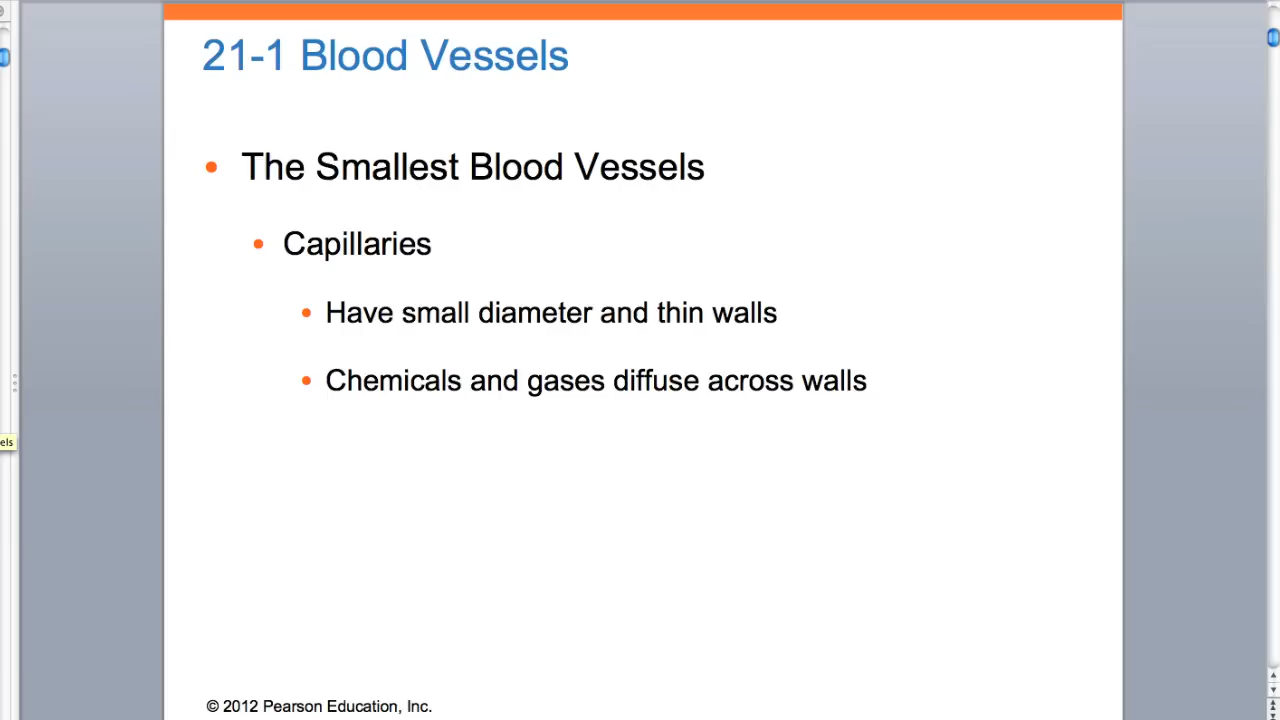 21-1 Blood Vessels
The Smallest Blood Vessels
Capillaries
Have small diameter and thin walls
Chemicals and gases diffuse across walls
els
© 2012 Pearson Education, Inc.